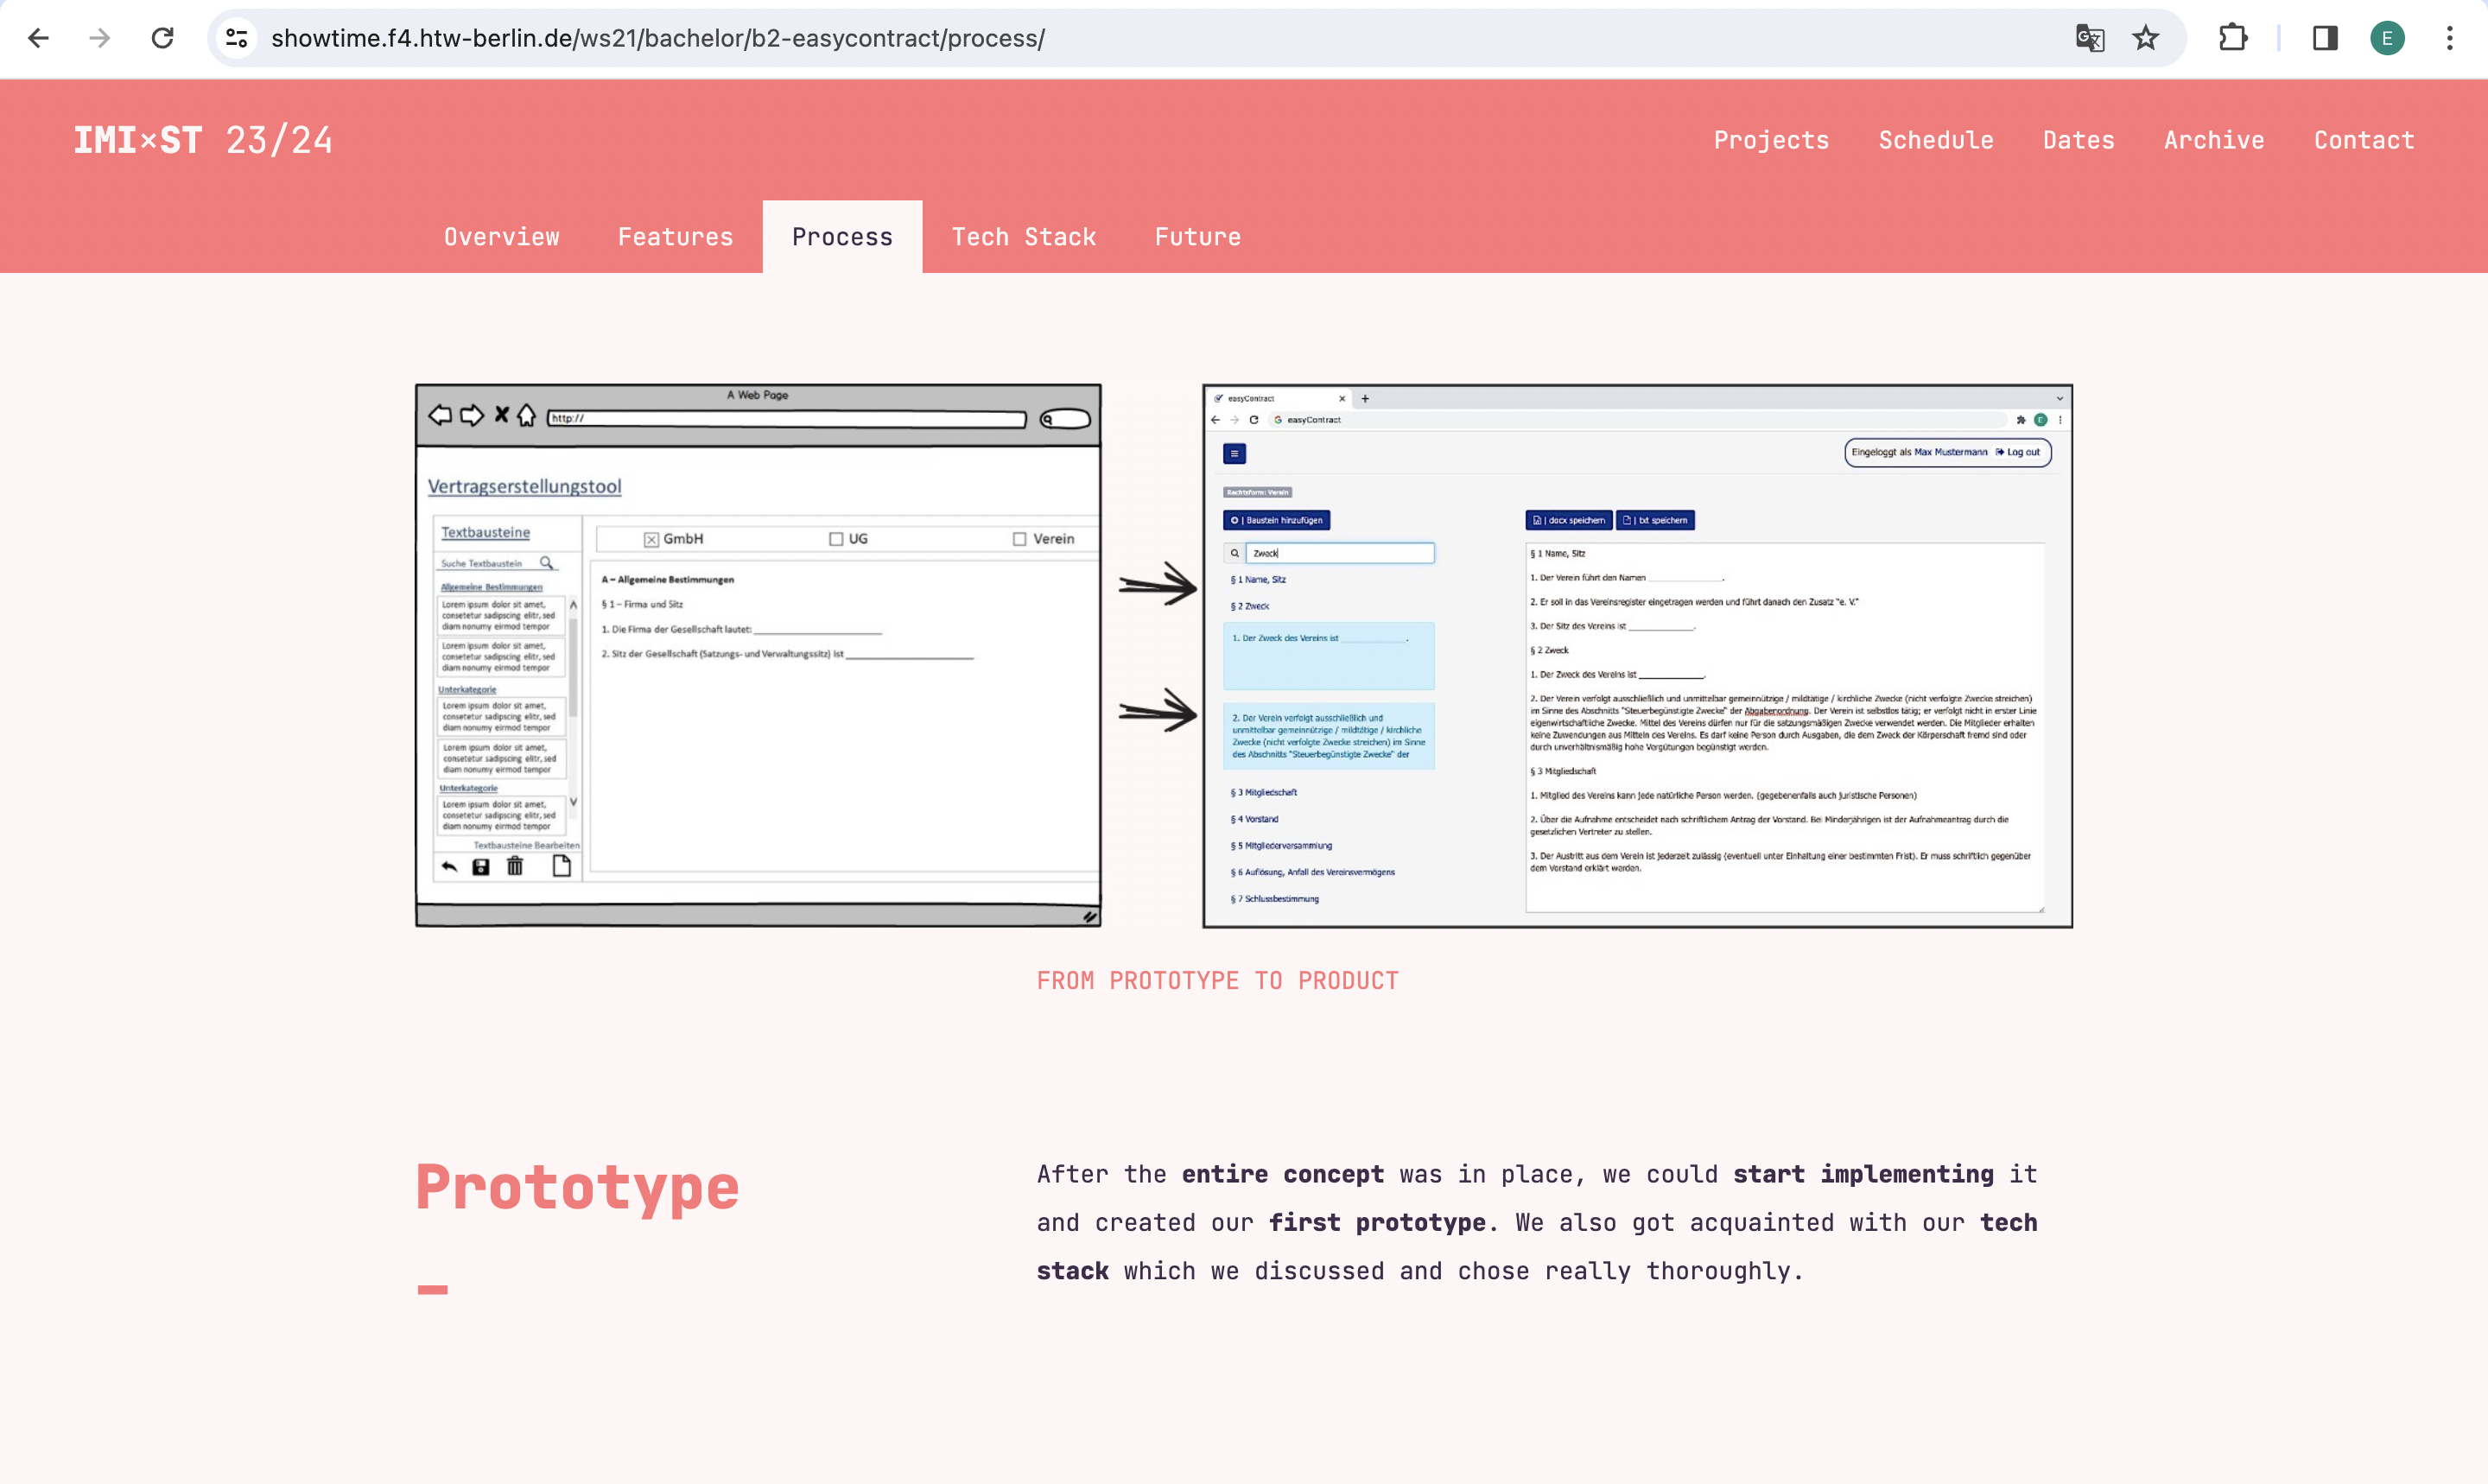 showtime.f4.htw-berlin.de/ws21/bachelor/b2-easycontract/process/
E
IMI×ST 23/24
Projects
Schedule
Dates
Archive
Contact
Overview
Features
Process
Tech Stack
Future
A Web Page
http://
Vertragserstellungstool
Textbausteine
Suche Textbaustein
Allgemeine Bestimmungen
Lorem ipsum dolor sit amet,
consetetur sadipscing elitr, sed
diam nonumy eirmod tempor
Lorem ipsum dolor sit amet,
consetetur sadipscing elitr, sed
diam nonumy eirmod tempor
Unterkategorie
Lorem ipsum dolor sit amet,
consetetur sadipscing elitr, sed
diam nonumy eirmod tempor
Lorem ipsum dolor sit amet,
consetetur sadipscing elitr, sed
diam nonumy eirmod tempor
Unterkategorie
Lorem ipsum dolor sit amet,
consetetur sadipscing elitr, sed
diam nonumy eirmod tempor
Textbausteine Bearbeiten
GmbH
UG
Verein
A – Allgemeine Bestimmungen
§ 1 – Firma und Sitz
1. Die Firma der Gesellschaft lautet: ____________________
2. Sitz der Gesellschaft (Satzungs- und Verwaltungssitz) ist ____________________
easyContract
easyContract
E
Eingeloggt als Max Mustermann Log out
Rechtsform: Verein
| Baustein hinzufügen
Zweck
§ 1 Name, Sitz
§ 2 Zweck
1. Der Zweck des Vereins ist ______________.
2. Der Verein verfolgt ausschließlich und
unmittelbar gemeinnützige / mildtätige / kirchliche
Zwecke (nicht verfolgte Zwecke streichen) im Sinne
des Abschnitts "Steuerbegünstigte Zwecke" der
§ 3 Mitgliedschaft
§ 4 Vorstand
§ 5 Mitgliederversammlung
§ 6 Auflösung, Anfall des Vereinsvermögens
§ 7 Schlussbestimmung
| docx speichern
| txt speichern
§ 1 Name, Sitz
1. Der Verein führt den Namen ________________.
2. Er soll in das Vereinsregister eingetragen werden und führt danach den Zusatz "e. V."
3. Der Sitz des Vereins ist ______________.
§ 2 Zweck
1. Der Zweck des Vereins ist ______________.
2. Der Verein verfolgt ausschließlich und unmittelbar gemeinnützige / mildtätige / kirchliche Zwecke (nicht verfolgte Zwecke streichen)
im Sinne des Abschnitts "Steuerbegünstigte Zwecke" der Abgabenordnung. Der Verein ist selbstlos tätig; er verfolgt nicht in erster Linie
eigenwirtschaftliche Zwecke. Mittel des Vereins dürfen nur für die satzungsmäßigen Zwecke verwendet werden. Die Mitglieder erhalten
keine Zuwendungen aus Mitteln des Vereins. Es darf keine Person durch Ausgaben, die dem Zweck der Körperschaft fremd sind oder
durch unverhältnismäßig hohe Vergütungen begünstigt werden.
§ 3 Mitgliedschaft
1. Mitglied des Vereins kann jede natürliche Person werden. (gegebenenfalls auch juristische Personen)
2. Über die Aufnahme entscheidet nach schriftlichem Antrag der Vorstand. Bei Minderjährigen ist der Aufnahmeantrag durch die
gesetzlichen Vertreter zu stellen.
3. Der Austritt aus dem Verein ist jederzeit zulässig (eventuell unter Einhaltung einer bestimmten Frist). Er muss schriftlich gegenüber
dem Vorstand erklärt werden.
FROM PROTOTYPE TO PRODUCT
Prototype
After the entire concept was in place, we could start implementing it
and created our first prototype. We also got acquainted with our tech
stack which we discussed and chose really thoroughly.